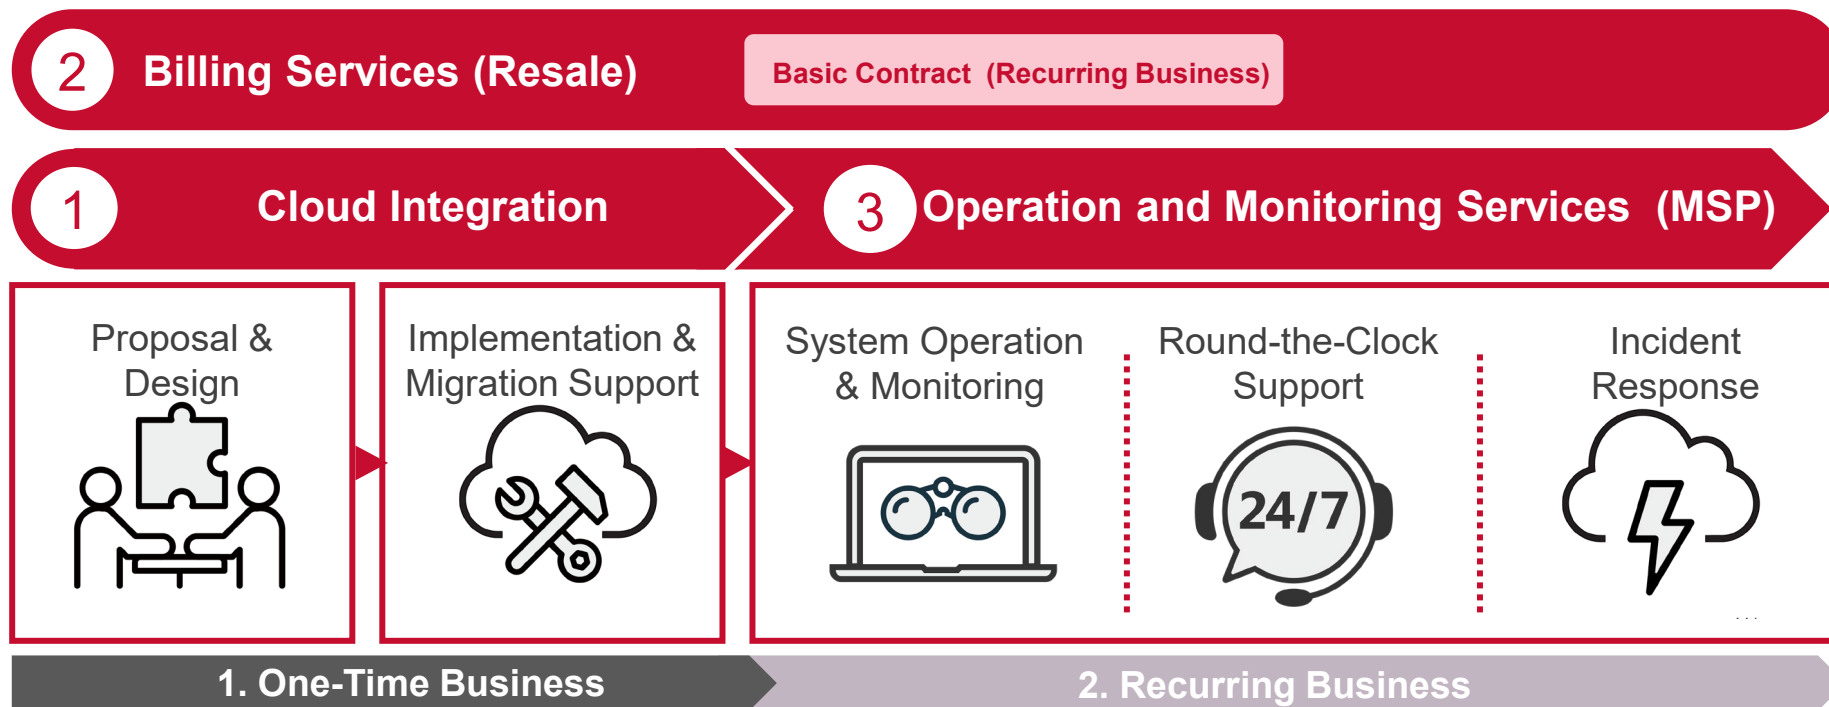 2
Billing Services (Resale)
Basic Contract (Recurring Business)
1
Cloud Integration
3
Operation and Monitoring Services (MSP)
Proposal &
Design
Implementation &
Migration Support
System Operation
& Monitoring
Round-the-Clock
Support
24/7
Incident
Response
...
1. One-Time Business
2. Recurring Business